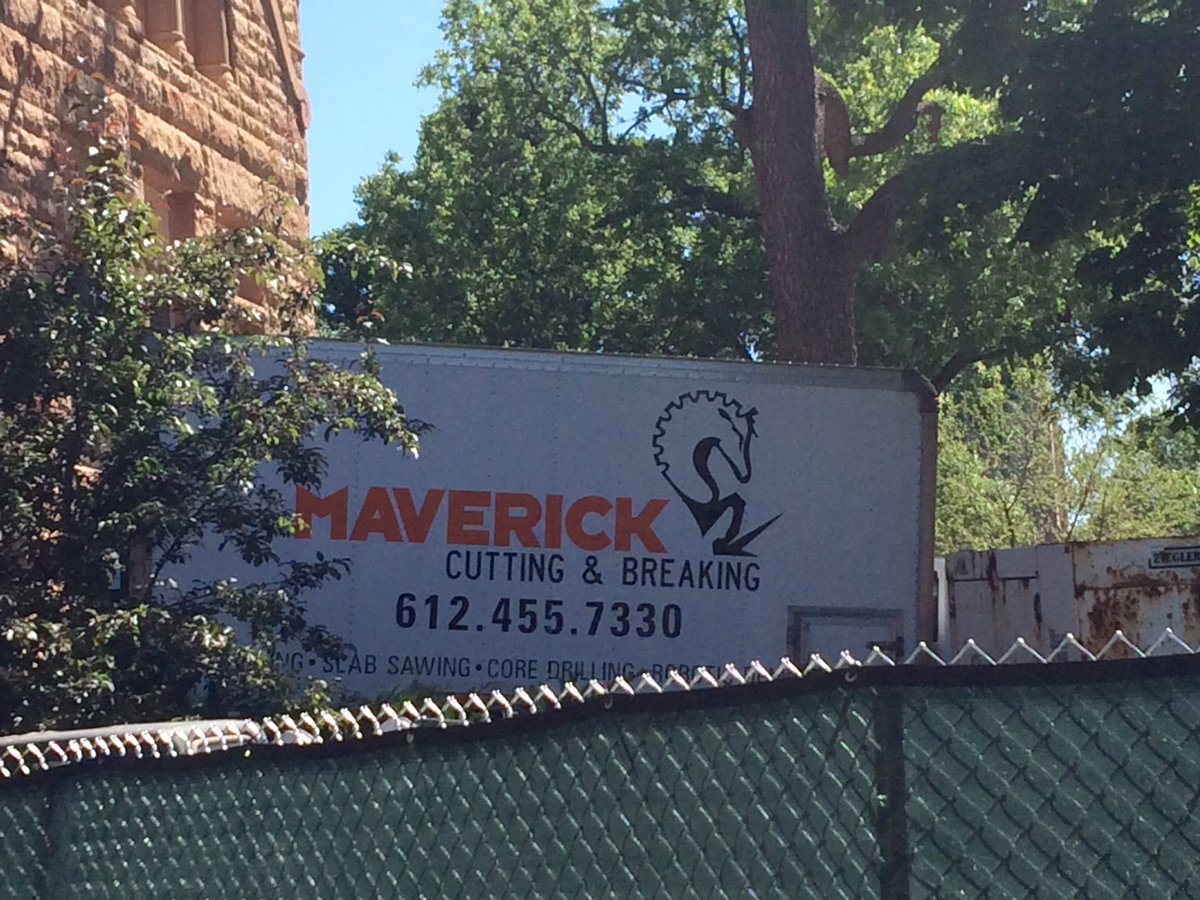 MAVERICK
CUTTING & BREAKING
612.455.7330
SLAB SAWING • CORE DRILLING •